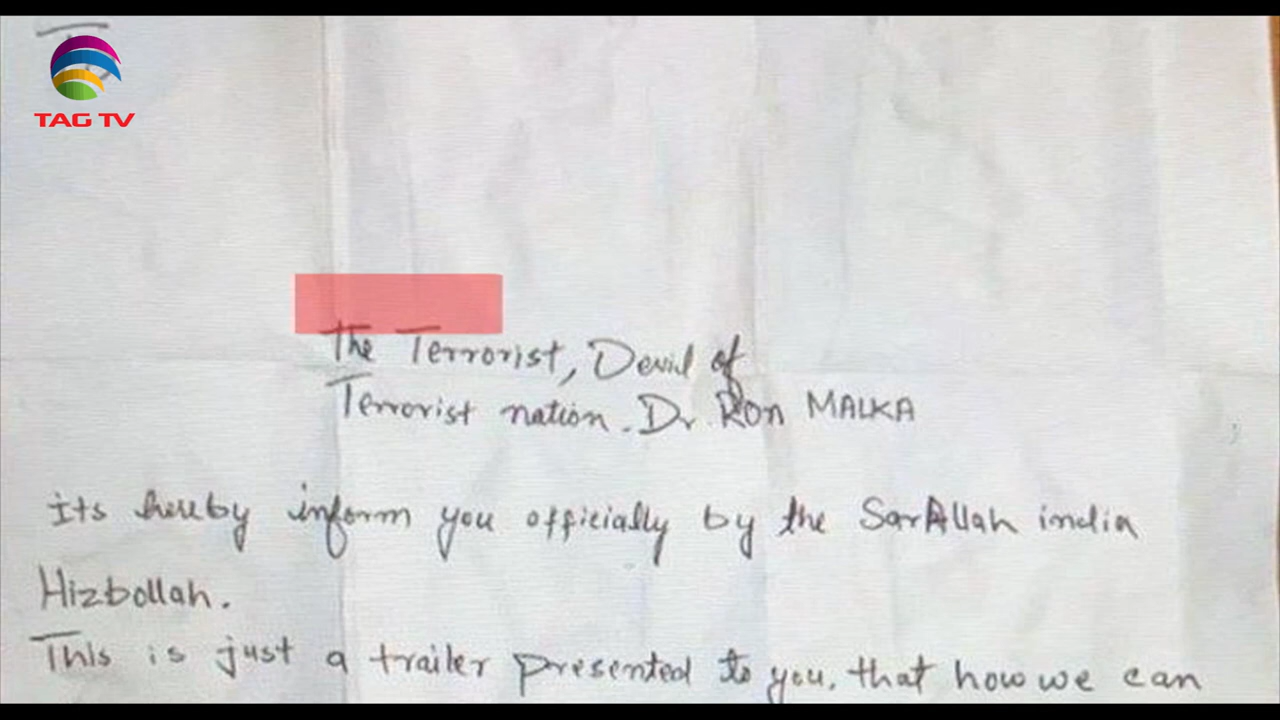 To
TAG TV
The Terrorist, Devil of
Terrorist nation. Dr. Ron MALKA
Its hereby inform you officially by the SarAllah india
Hizbollah.
This is just a trailer presented to you, that how we can